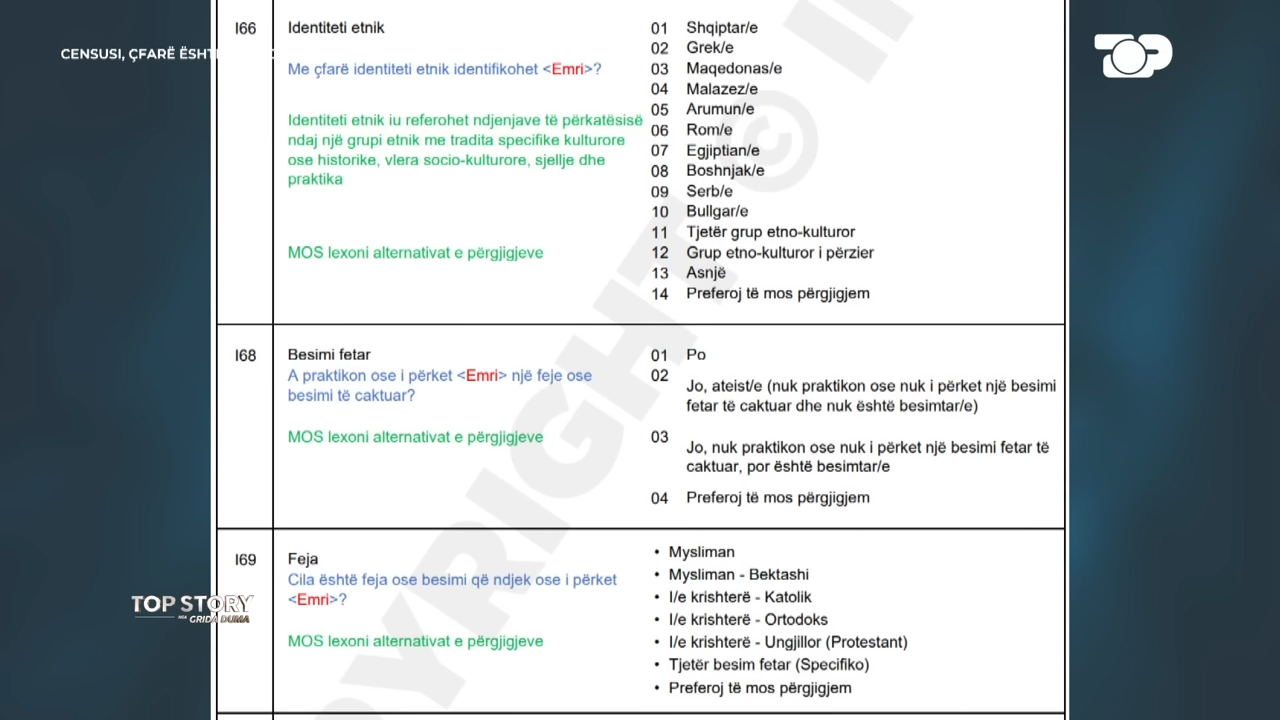 CENSUSI, ÇFARË ËSHT
TOP
I66 Identiteti etnik
Me çfarë identiteti etnik identifikohet <Emri>?
Identiteti etnik iu referohet ndjenjave të përkatësisë
ndaj një grupi etnik me tradita specifike kulturore
ose historike, vlera socio-kulturore, sjellje dhe
praktika
MOS lexoni alternativat e përgjigjeve
01 Shqiptar/e
02 Grek/e
03 Maqedonas/e
04 Malazez/e
05 Arumun/e
06 Rom/e
07 Egjiptian/e
08 Boshnjak/e
09 Serb/e
10 Bullgar/e
11 Tjetër grup etno-kulturor
12 Grup etno-kulturor i përzier
13 Asnjë
14 Preferoj të mos përgjigjem
I68 Besimi fetar
A praktikon ose i përket <Emri> një feje ose
besimi të caktuar?
MOS lexoni alternativat e përgjigjeve
01 Po
02 Jo, ateist/e (nuk praktikon ose nuk i përket një besimi
fetar të caktuar dhe nuk është besimtar/e)
03 Jo, nuk praktikon ose nuk i përket një besimi fetar të
caktuar, por është besimtar/e
04 Preferoj të mos përgjigjem
I69 Feja
Cila është feja ose besimi që ndjek ose i përket
<Emri>?
MOS lexoni alternativat e përgjigjeve
• Mysliman
• Mysliman - Bektashi
• I/e krishterë - Katolik
• I/e krishterë - Ortodoks
• I/e krishterë - Ungjillor (Protestant)
• Tjetër besim fetar (Specifiko)
• Preferoj të mos përgjigjem
TOP STORY
NGA GRIDA DUMA
PYRIGHT ©